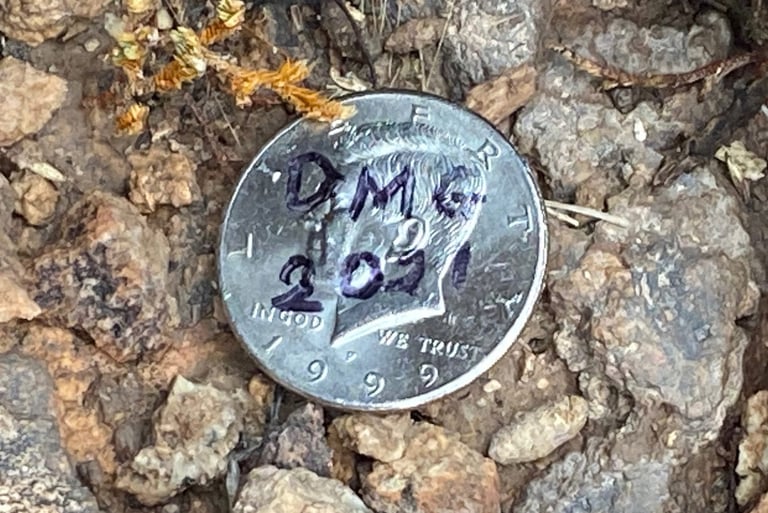 LIBERTY
DMG
2021
IN GOD WE TRUST
1999